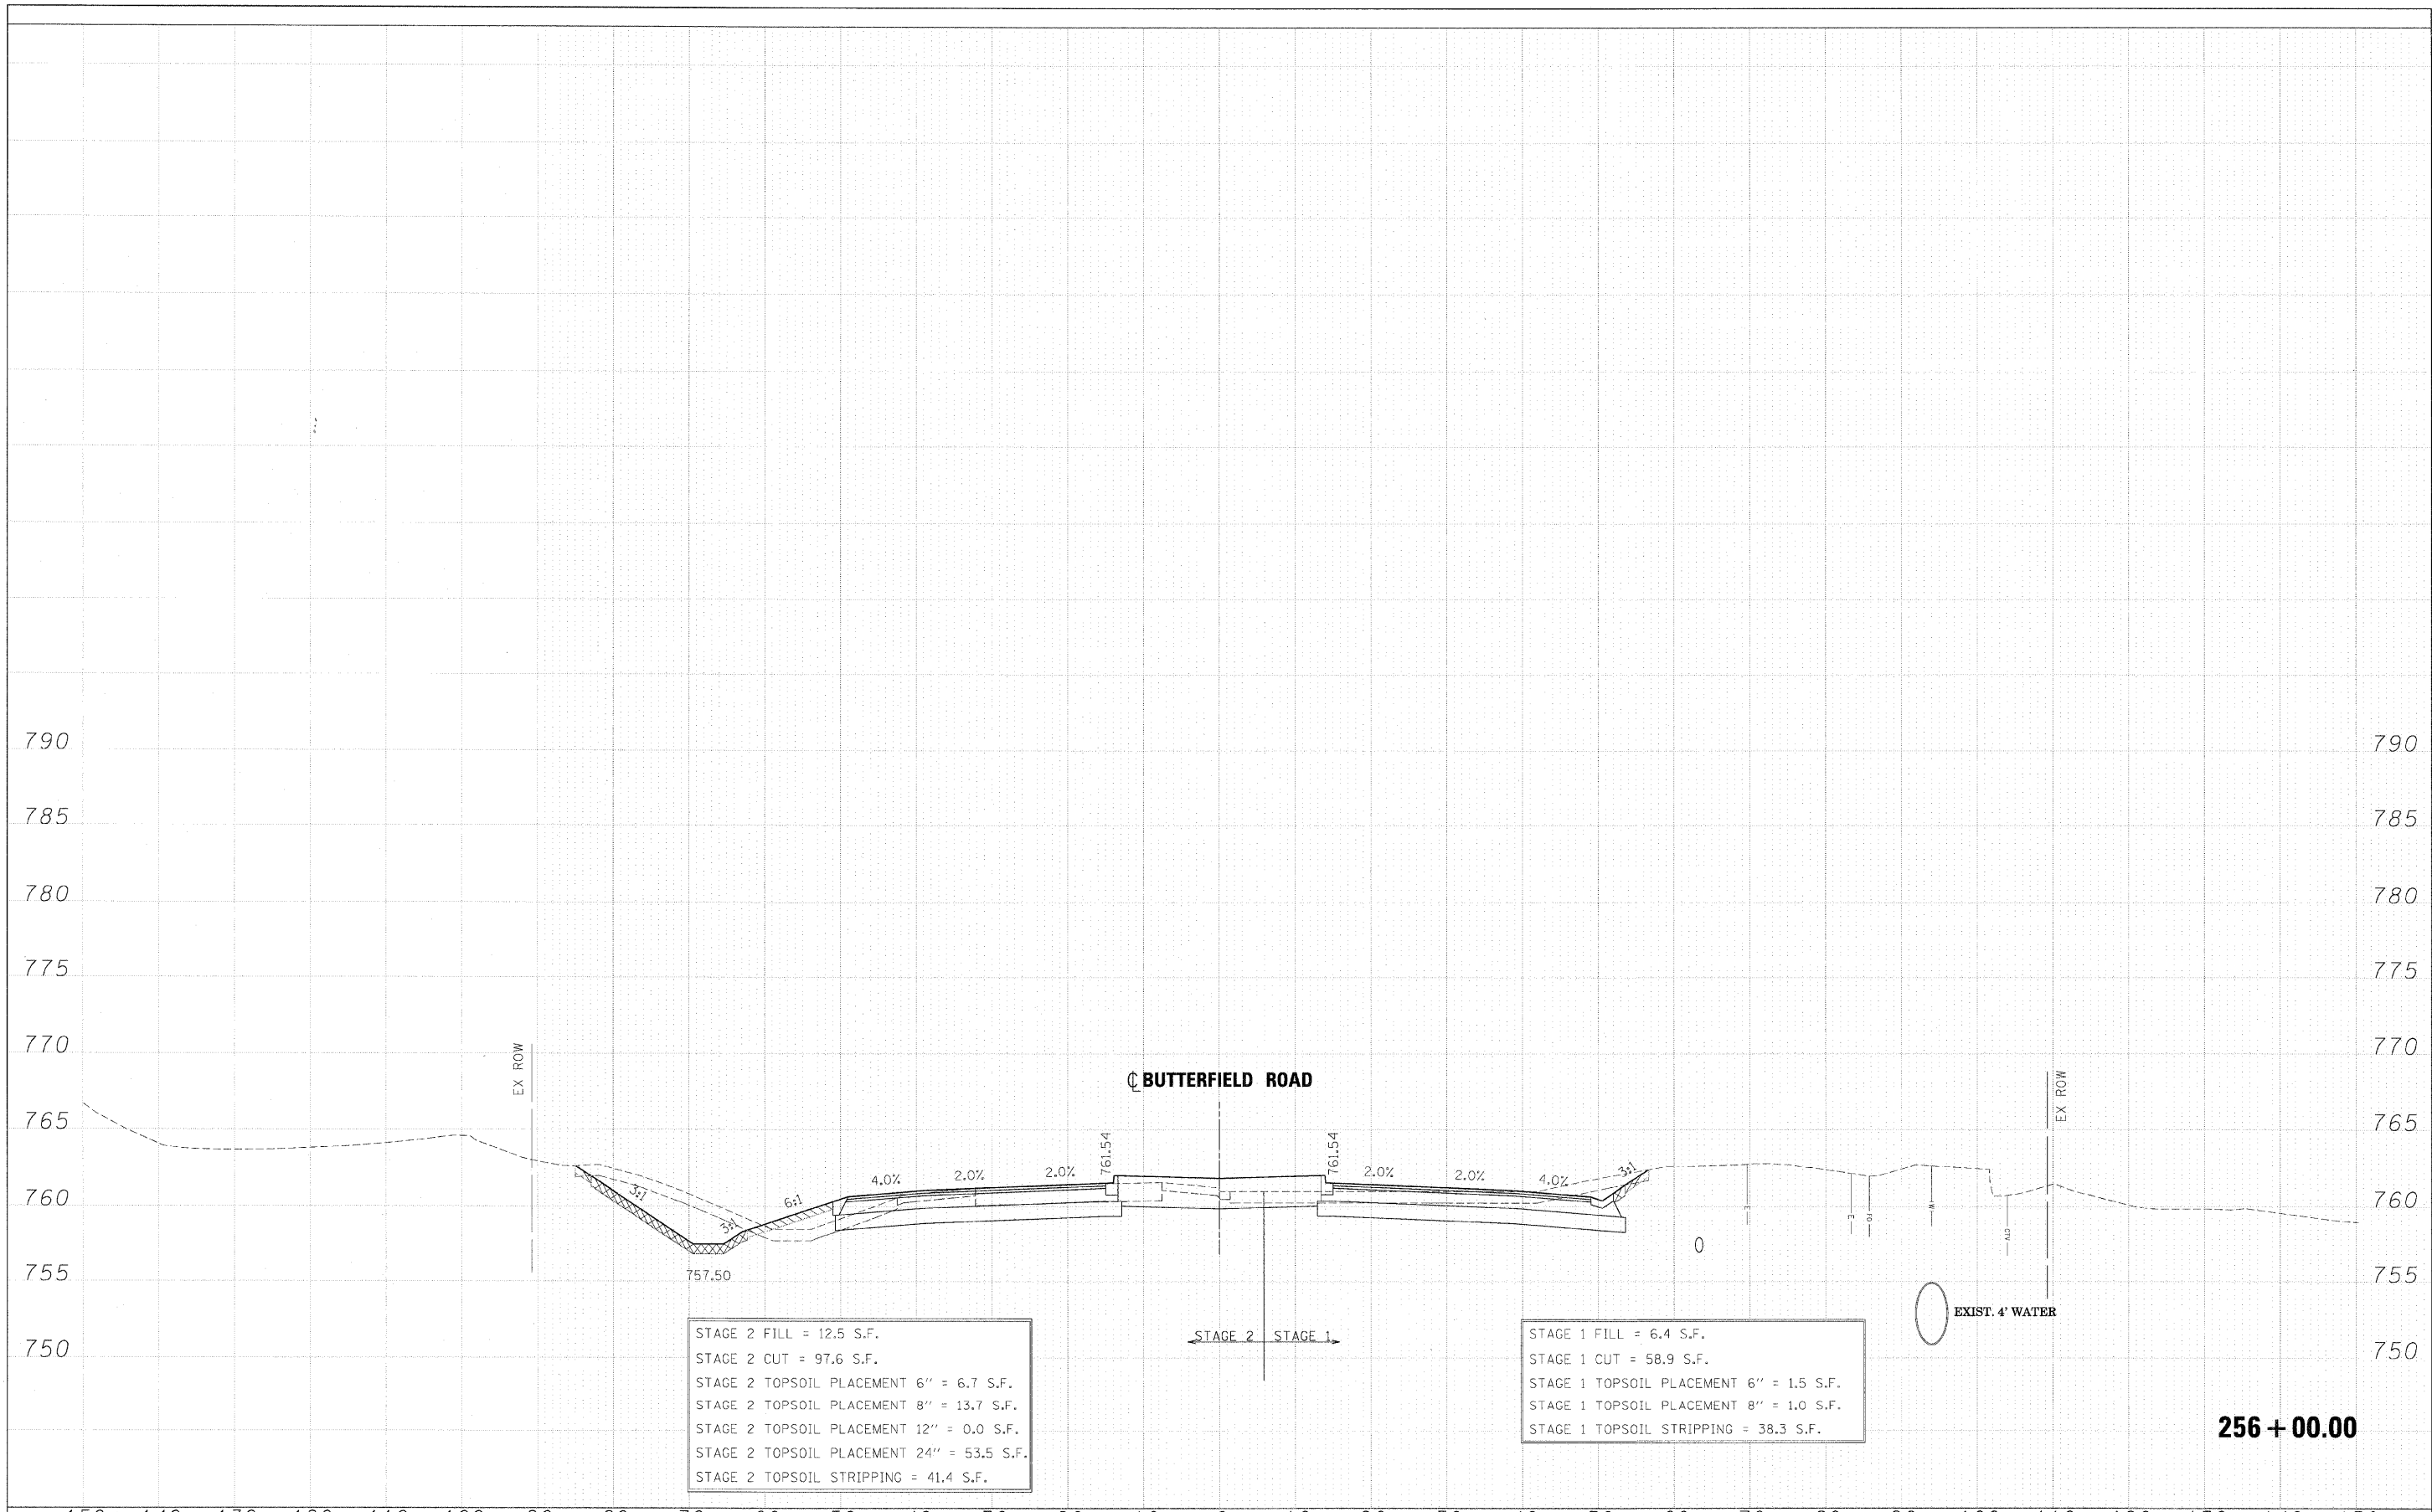 790 790
785 785
780 780
775 775
770 770
765 765
760 760
755 755
750 750
EX ROW
EX ROW
℄ BUTTERFIELD ROAD
761.54
761.54
3:1
3:1
6:1
4.0%
2.0%
2.0%
2.0%
2.0%
4.0%
3:1
757.50
E
E
FO
W
CTV
EXIST. 4' WATER
STAGE 2 STAGE 1
STAGE 2 FILL = 12.5 S.F.
STAGE 2 CUT = 97.6 S.F.
STAGE 2 TOPSOIL PLACEMENT 6'' = 6.7 S.F.
STAGE 2 TOPSOIL PLACEMENT 8'' = 13.7 S.F.
STAGE 2 TOPSOIL PLACEMENT 12'' = 0.0 S.F.
STAGE 2 TOPSOIL PLACEMENT 24'' = 53.5 S.F.
STAGE 2 TOPSOIL STRIPPING = 41.4 S.F.
STAGE 1 FILL = 6.4 S.F.
STAGE 1 CUT = 58.9 S.F.
STAGE 1 TOPSOIL PLACEMENT 6'' = 1.5 S.F.
STAGE 1 TOPSOIL PLACEMENT 8'' = 1.0 S.F.
STAGE 1 TOPSOIL STRIPPING = 38.3 S.F.
256+00.00